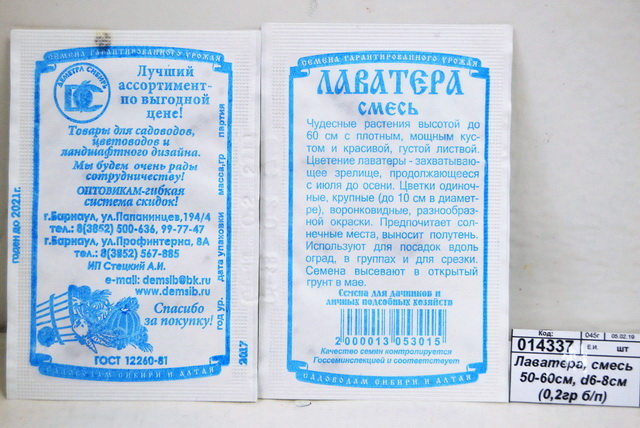 СЕМЕНА ГАРАНТИРОВАННОГО УРОЖАЯ
ДЕМЕТРА СИБИРЬ
Лучший
ассортимент-
по выгодной
цене!
Товары для садоводов,
цветоводов и
ландшафтного дизайна.
Мы будем очень рады
сотрудничеству!
ОПТОВИКАМ-гибкая
система скидок!
г.Барнаул, ул.Папанинцев,194/4
тел.: 8(3852) 500-636, 99-77-47
г.Барнаул, ул.Профинтерна, 8А
тел.: 8(3852) 567-885
ИП Стецкий А.И.
e-mail: demsib@bk.ru
www.demsib.ru
Спасибо
за покупку!
ГОСТ 12260-81
САДОВОДАМ СИБИРИ И АЛТАЯ
годен до 2021г.
год ур. дата упаковки масса,гр партия
2017
СЕМЕНА ГАРАНТИРОВАННОГО УРОЖАЯ
ЛАВАТЕРА
СМЕСЬ
Чудесные растения высотой до
60 см с плотным, мощным кус-
том и красивой, густой листвой.
Цветение лаватеры - захватываю-
щее зрелище, продолжающееся
с июля до осени. Цветки одиноч-
ные, крупные (до 10 см в диамет-
ре), воронковидные, разнообраз-
ной окраски. Предпочитает сол-
нечные места, выносит полутень.
Используют для посадок вдоль
оград, в группах и для срезки.
Семена высевают в открытый
грунт в мае.
Семена для дачников и
личных подсобных хозяйств
2000013 053015
Качество семян контролируется
Госсеминспекцией и соответствует
САДОВОДАМ СИБИРИ И АЛТАЯ
Код: 045г 05.02.19
014337 Е.И. шт
Лаватера, смесь
50-60см, d6-8см
(0,2гр б/п)